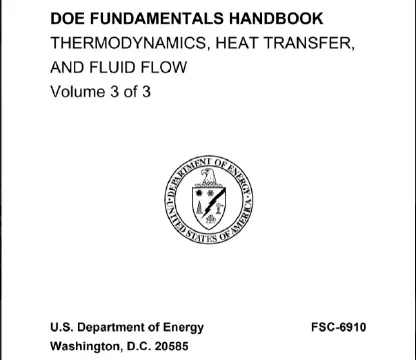 DOE FUNDAMENTALS HANDBOOK
THERMODYNAMICS, HEAT TRANSFER,
AND FLUID FLOW
Volume 3 of 3
DEPARTMENT OF ENERGY
UNITED STATES OF AMERICA
U.S. Department of Energy FSC-6910
Washington, D.C. 20585